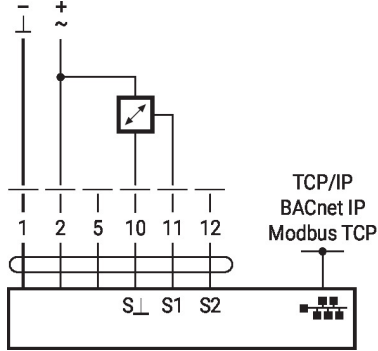 − +
⊥ ~
TCP/IP
BACnet IP
Modbus TCP
1 2 5 10 11 12
S⊥ S1 S2